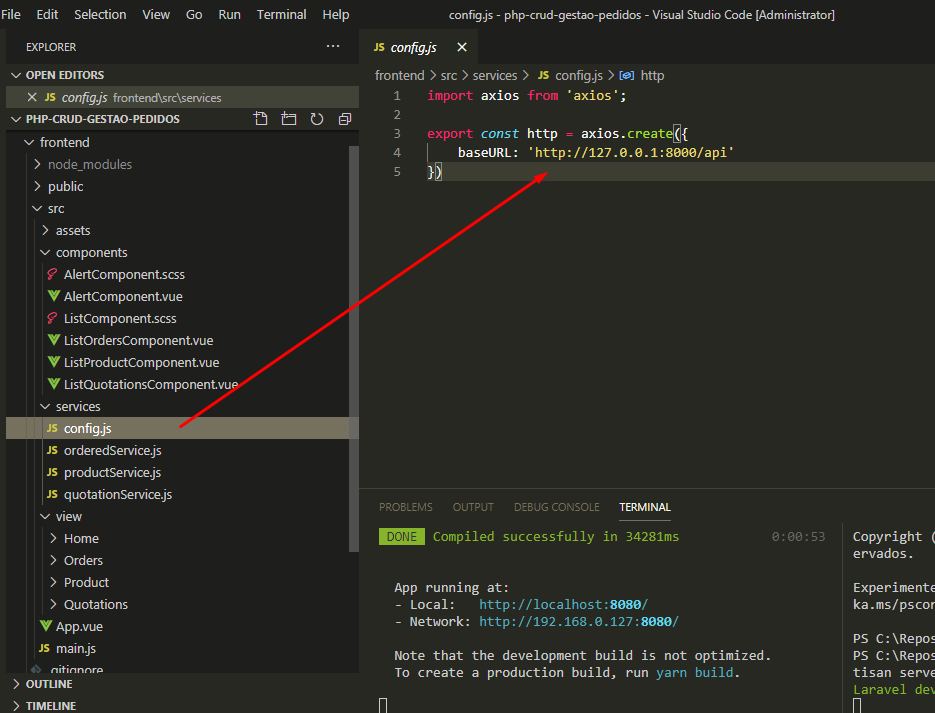 File Edit Selection View Go Run Terminal Help config.js - php-crud-gestao-pedidos - Visual Studio Code [Administrator]
EXPLORER
OPEN EDITORS
JS config.js frontend\src\services
PHP-CRUD-GESTAO-PEDIDOS
frontend
node_modules
public
src
assets
components
AlertComponent.scss
AlertComponent.vue
ListComponent.scss
ListOrdersComponent.vue
ListProductComponent.vue
ListQuotationsComponent.vue
services
JS config.js
JS orderedService.js
JS productService.js
JS quotationService.js
view
Home
Orders
Product
Quotations
App.vue
JS main.js
.gitignore
OUTLINE
TIMELINE
JS config.js
frontend > src > services > JS config.js > http
1 import axios from 'axios';
2
3 export const http = axios.create({
4 baseURL: 'http://127.0.0.1:8000/api'
5 })
PROBLEMS OUTPUT DEBUG CONSOLE TERMINAL
DONE Compiled successfully in 34281ms 0:00:53
App running at:
- Local: http://localhost:8080/
- Network: http://192.168.0.127:8080/
Note that the development build is not optimized.
To create a production build, run yarn build.
Copyright (
ervados.
Experimente
ka.ms/pscor
PS C:\Repos
PS C:\Repos
tisan serve
Laravel dev